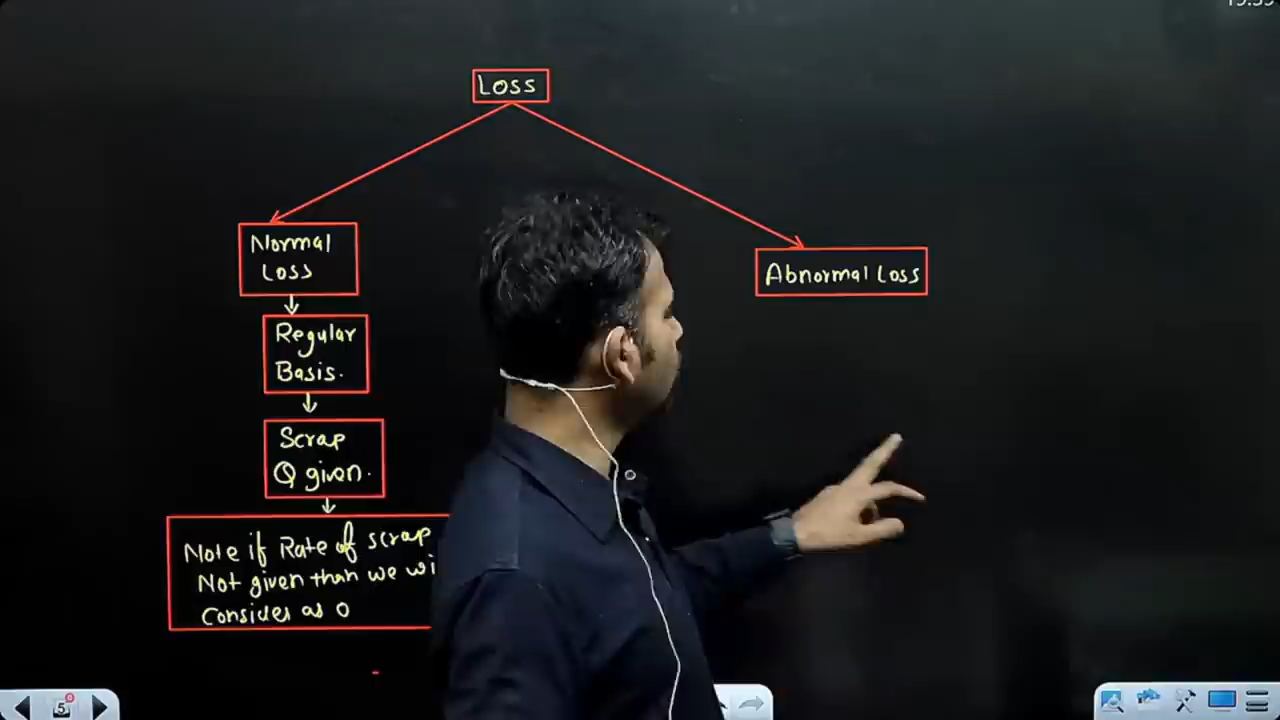 Loss
Normal
Loss
Abnormal Loss
Regular
Basis.
Scrap
Q given.
Note if Rate of scrap
Not given than we
Consider as 0
5